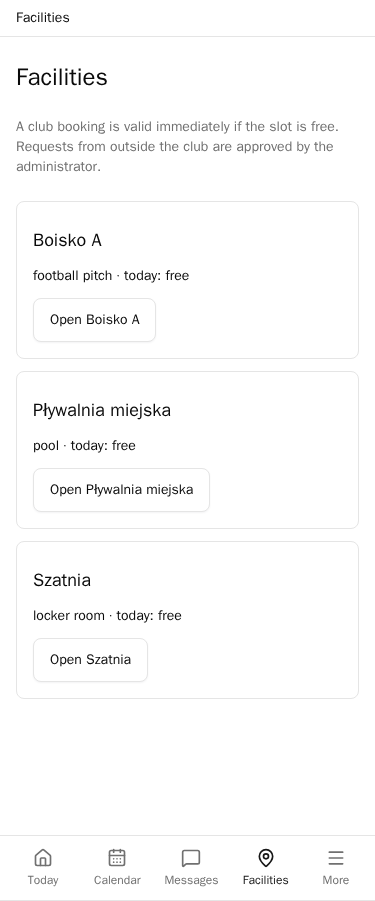 Facilities
Facilities
A club booking is valid immediately if the slot is free.
Requests from outside the club are approved by the
administrator.
Boisko A
football pitch · today: free
Open Boisko A
Pływalnia miejska
pool · today: free
Open Pływalnia miejska
Szatnia
locker room · today: free
Open Szatnia
Today
Calendar
Messages
Facilities
More